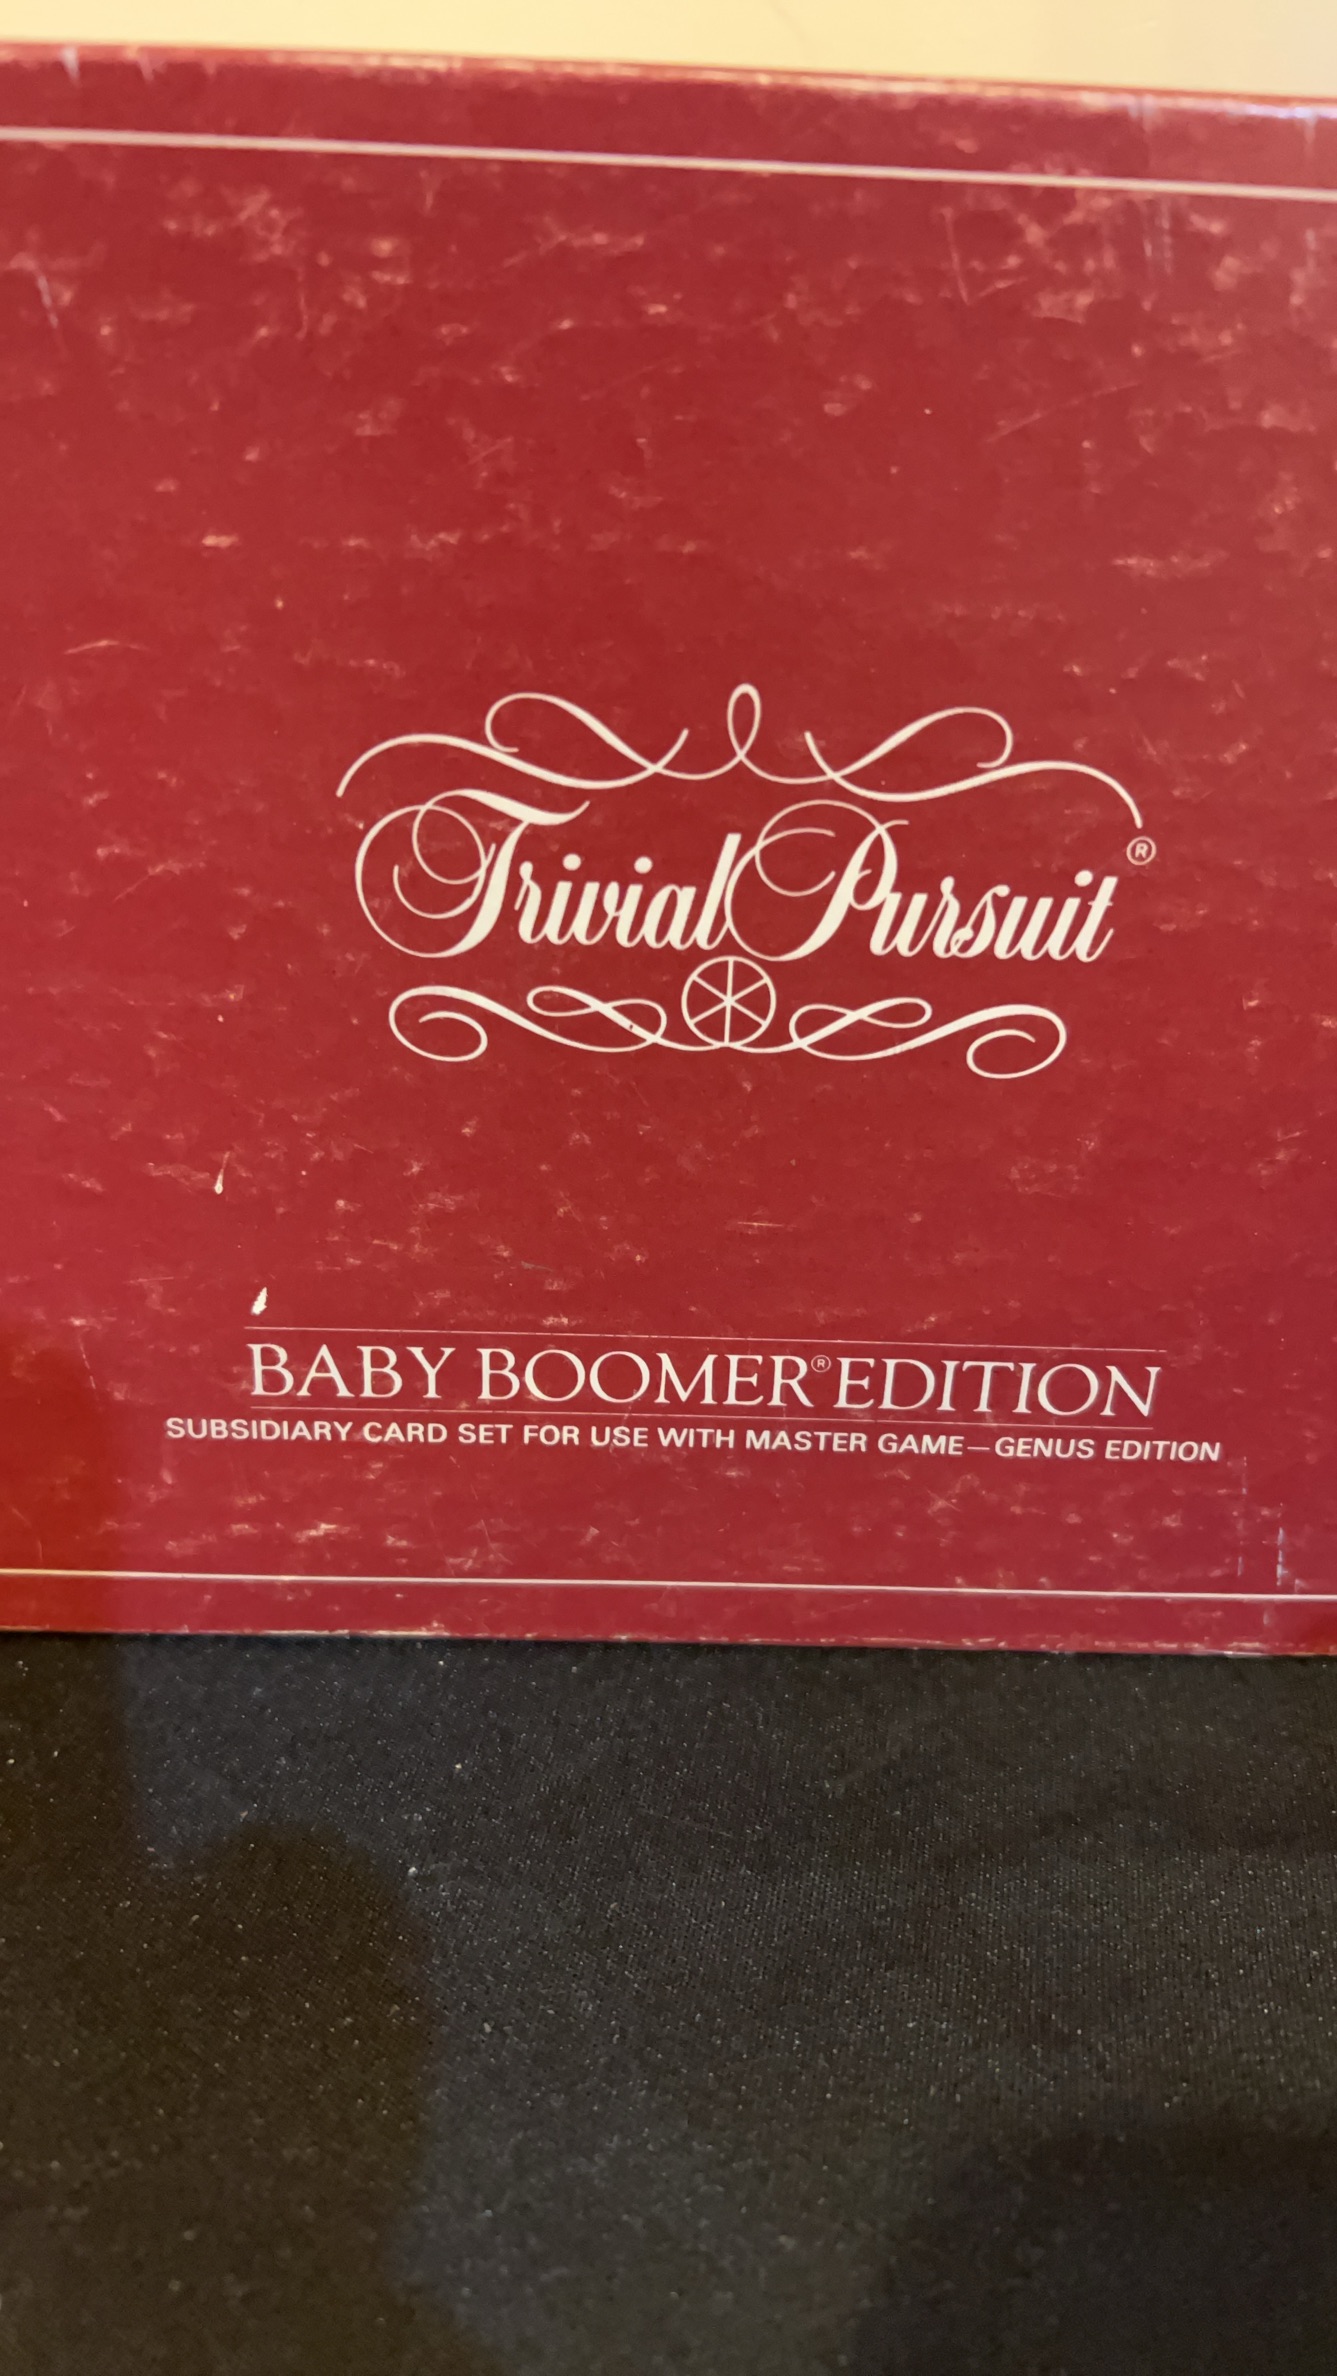 Trivial Pursuit®
BABY BOOMER® EDITION
SUBSIDIARY CARD SET FOR USE WITH MASTER GAME—GENUS EDITION